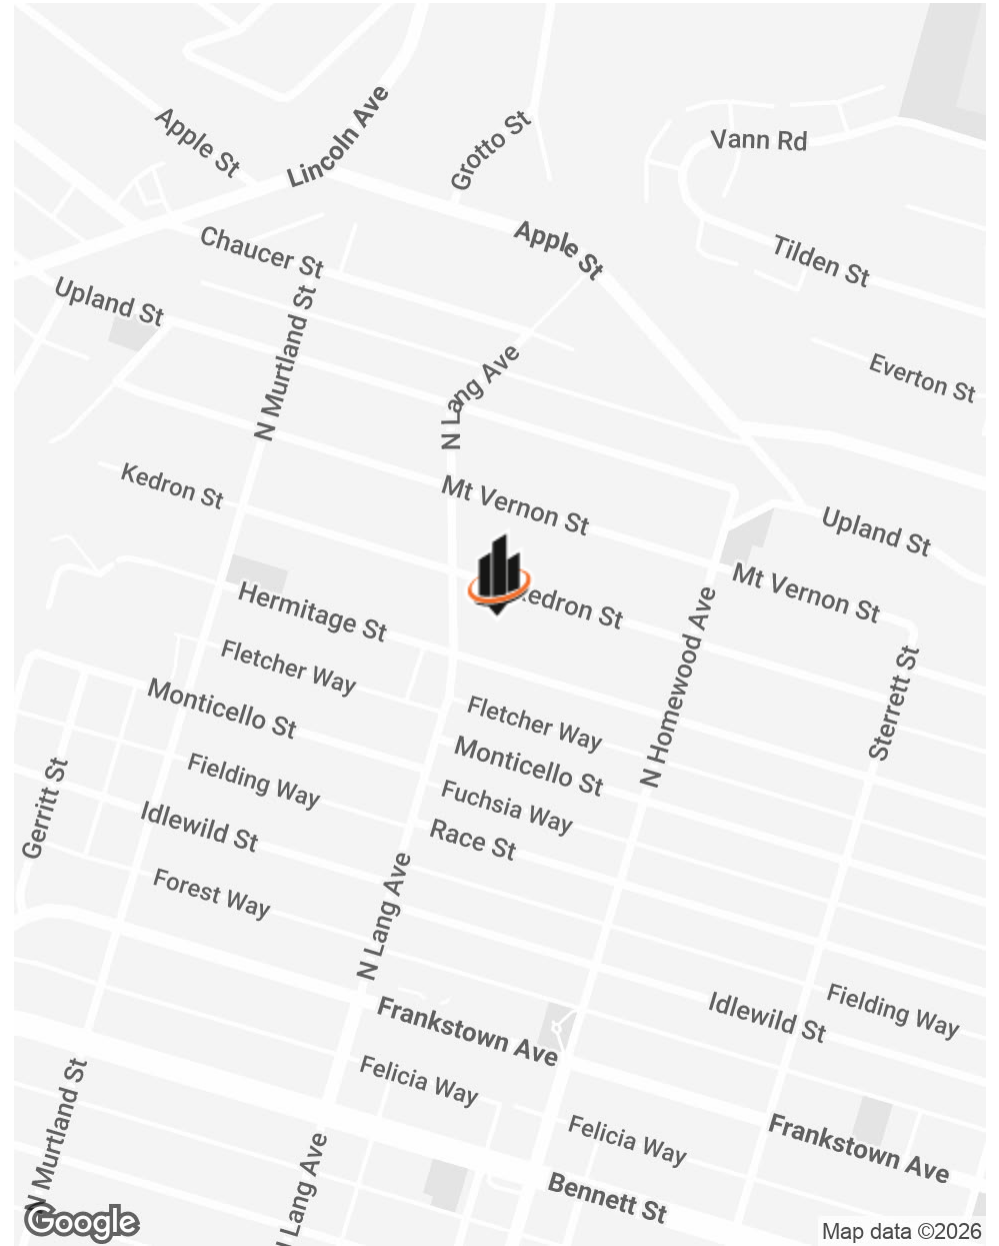 Apple St
Lincoln Ave
Grotto St
Vann Rd
Chaucer St
Apple St
Tilden St
Upland St
N Murtland St
N Lang Ave
Everton St
Kedron St
Mt Vernon St
Upland St
Hermitage St
edron St
Mt Vernon St
Fletcher Way
N Homewood Ave
Sterrett St
Monticello St
Fletcher Way
Monticello St
Gerritt St
Fielding Way
Fuchsia Way
Idlewild St
Race St
Forest Way
N Lang Ave
Frankstown Ave
Idlewild St
Fielding Way
Felicia Way
N Murtland St
Felicia Way
Frankstown Ave
N Lang Ave
Bennett St
Google
Map data ©2026